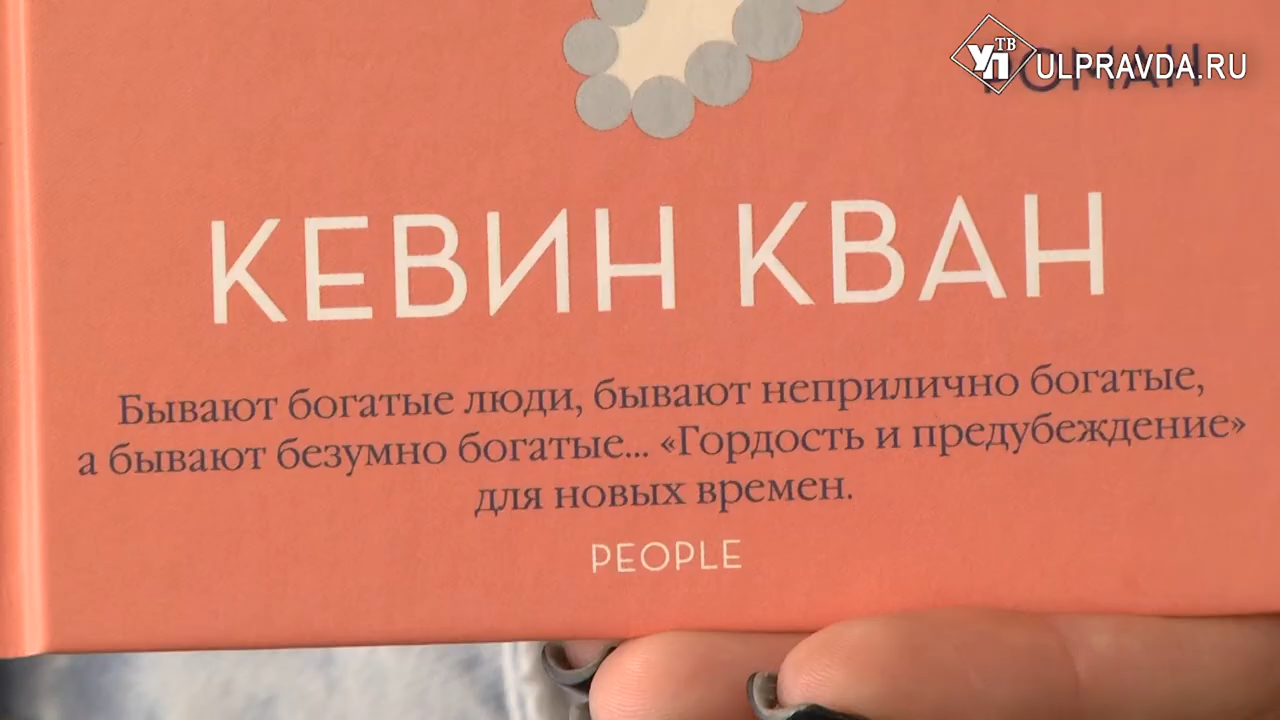 УП ТВ ULPRAVDA.RU
РОМАН
КЕВИН КВАН
Бывают богатые люди, бывают неприлично богатые,
а бывают безумно богатые... «Гордость и предубеждение»
для новых времен.
PEOPLE